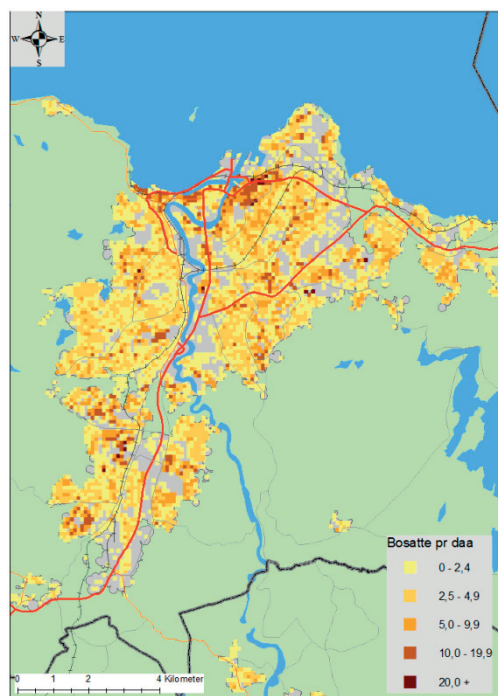 N
W E
S
Bosatte pr daa
0 - 2,4
2,5 - 4,9
5,0 - 9,9
10,0 - 19,9
20,0 +
0 1 2 4 Kilometer